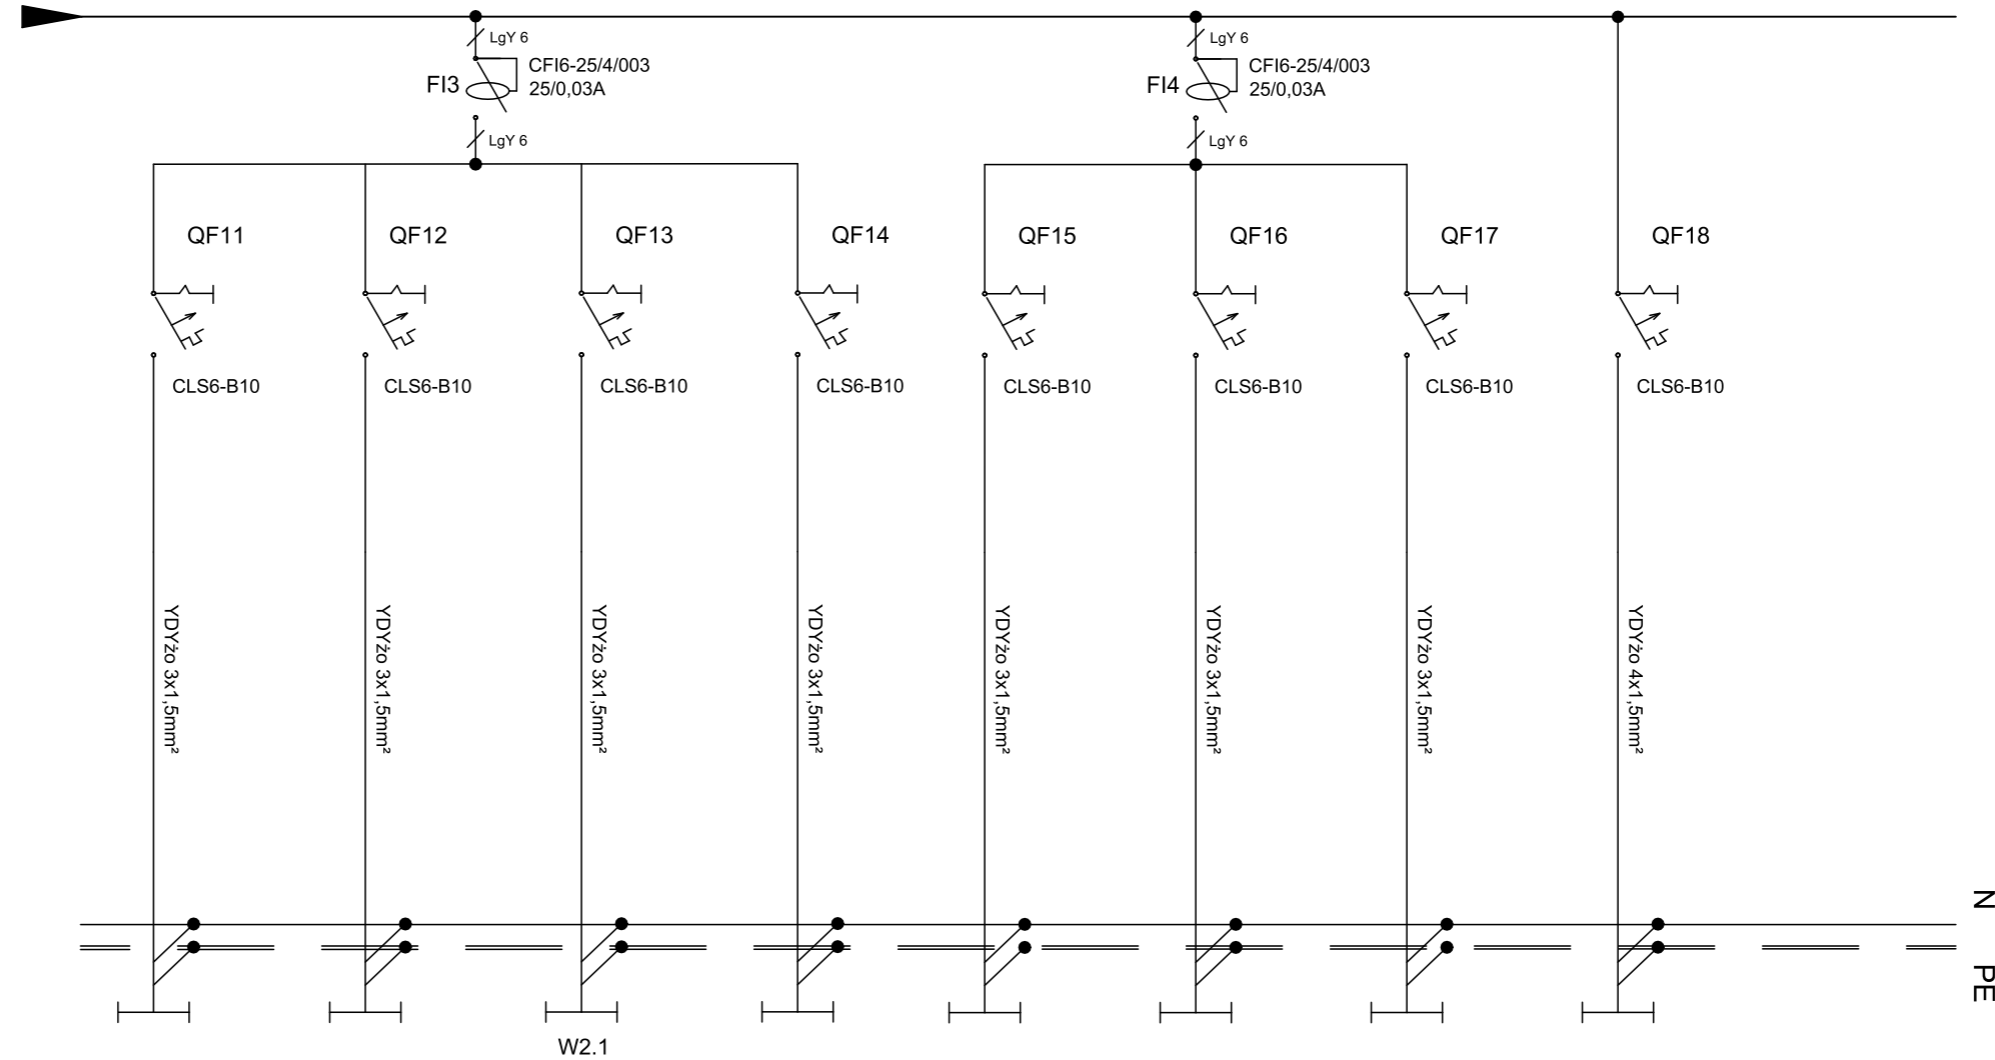 LgY 6
LgY 6
CFI6-25/4/003
25/0,03A
FI3
CFI6-25/4/003
25/0,03A
FI4
LgY 6
LgY 6
QF11
QF12
QF13
QF14
QF15
QF16
QF17
QF18
CLS6-B10
CLS6-B10
CLS6-B10
CLS6-B10
CLS6-B10
CLS6-B10
CLS6-B10
CLS6-B10
YDYżo 3x1,5mm²
YDYżo 3x1,5mm²
YDYżo 3x1,5mm²
YDYżo 3x1,5mm²
YDYżo 3x1,5mm²
YDYżo 3x1,5mm²
YDYżo 3x1,5mm²
YDYżo 4x1,5mm²
N
PE
W2.1